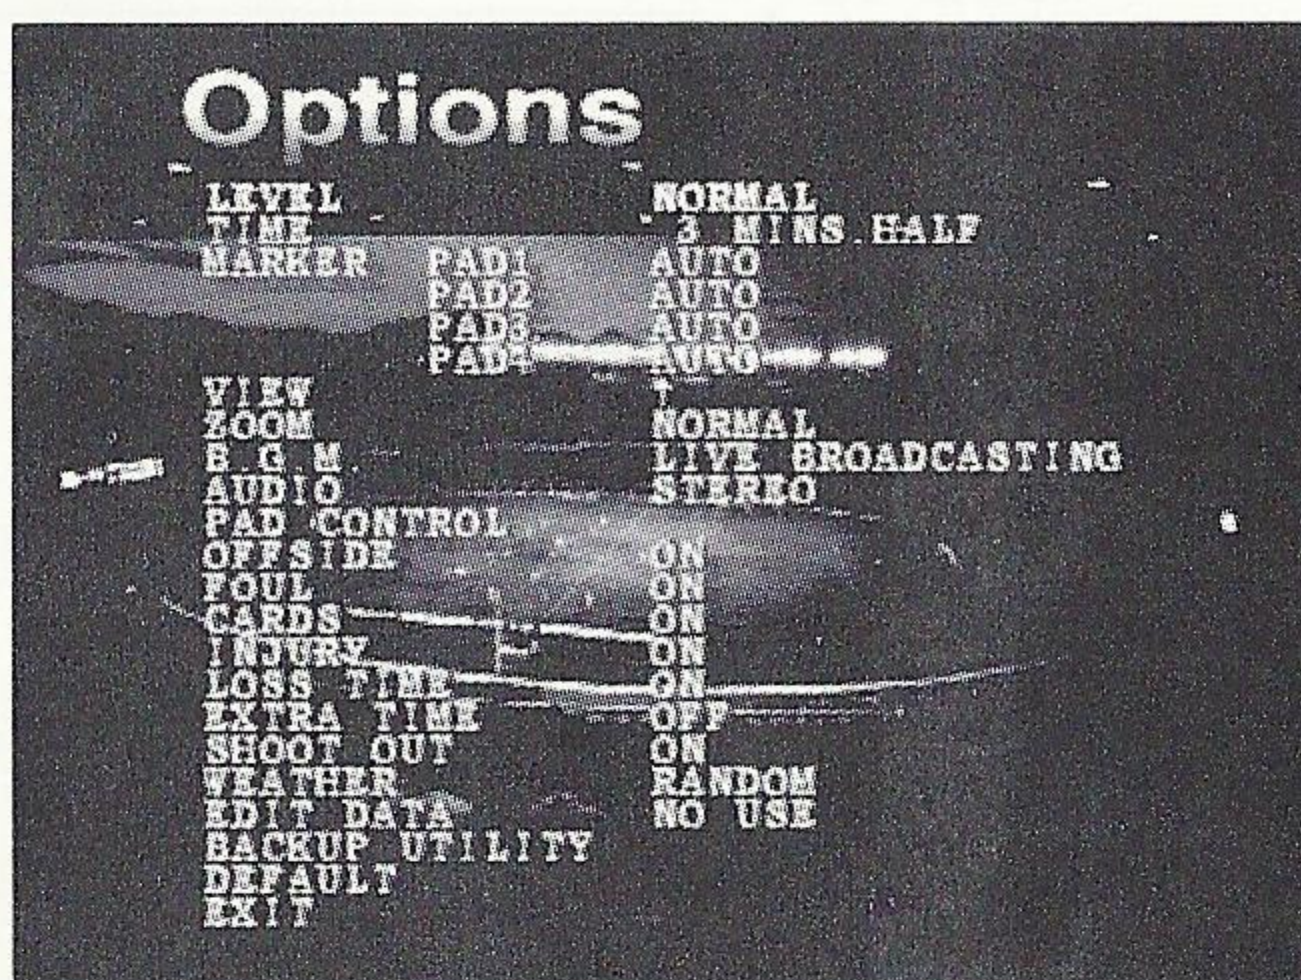 Options
LEVEL NORMAL
TIME 3 MINS.HALF
MARKER PAD1 AUTO
PAD2 AUTO
PAD3 AUTO
PAD4 AUTO
VIEW ↑
ZOOM NORMAL
B.G.M. LIVE BROADCASTING
AUDIO STEREO
PAD CONTROL
OFFSIDE ON
FOUL ON
CARDS ON
INJURY ON
LOSS TIME ON
EXTRA TIME OFF
SHOOT OUT ON
WEATHER RANDOM
EDIT DATA NO USE
BACKUP UTILITY
DEFAULT
EXIT